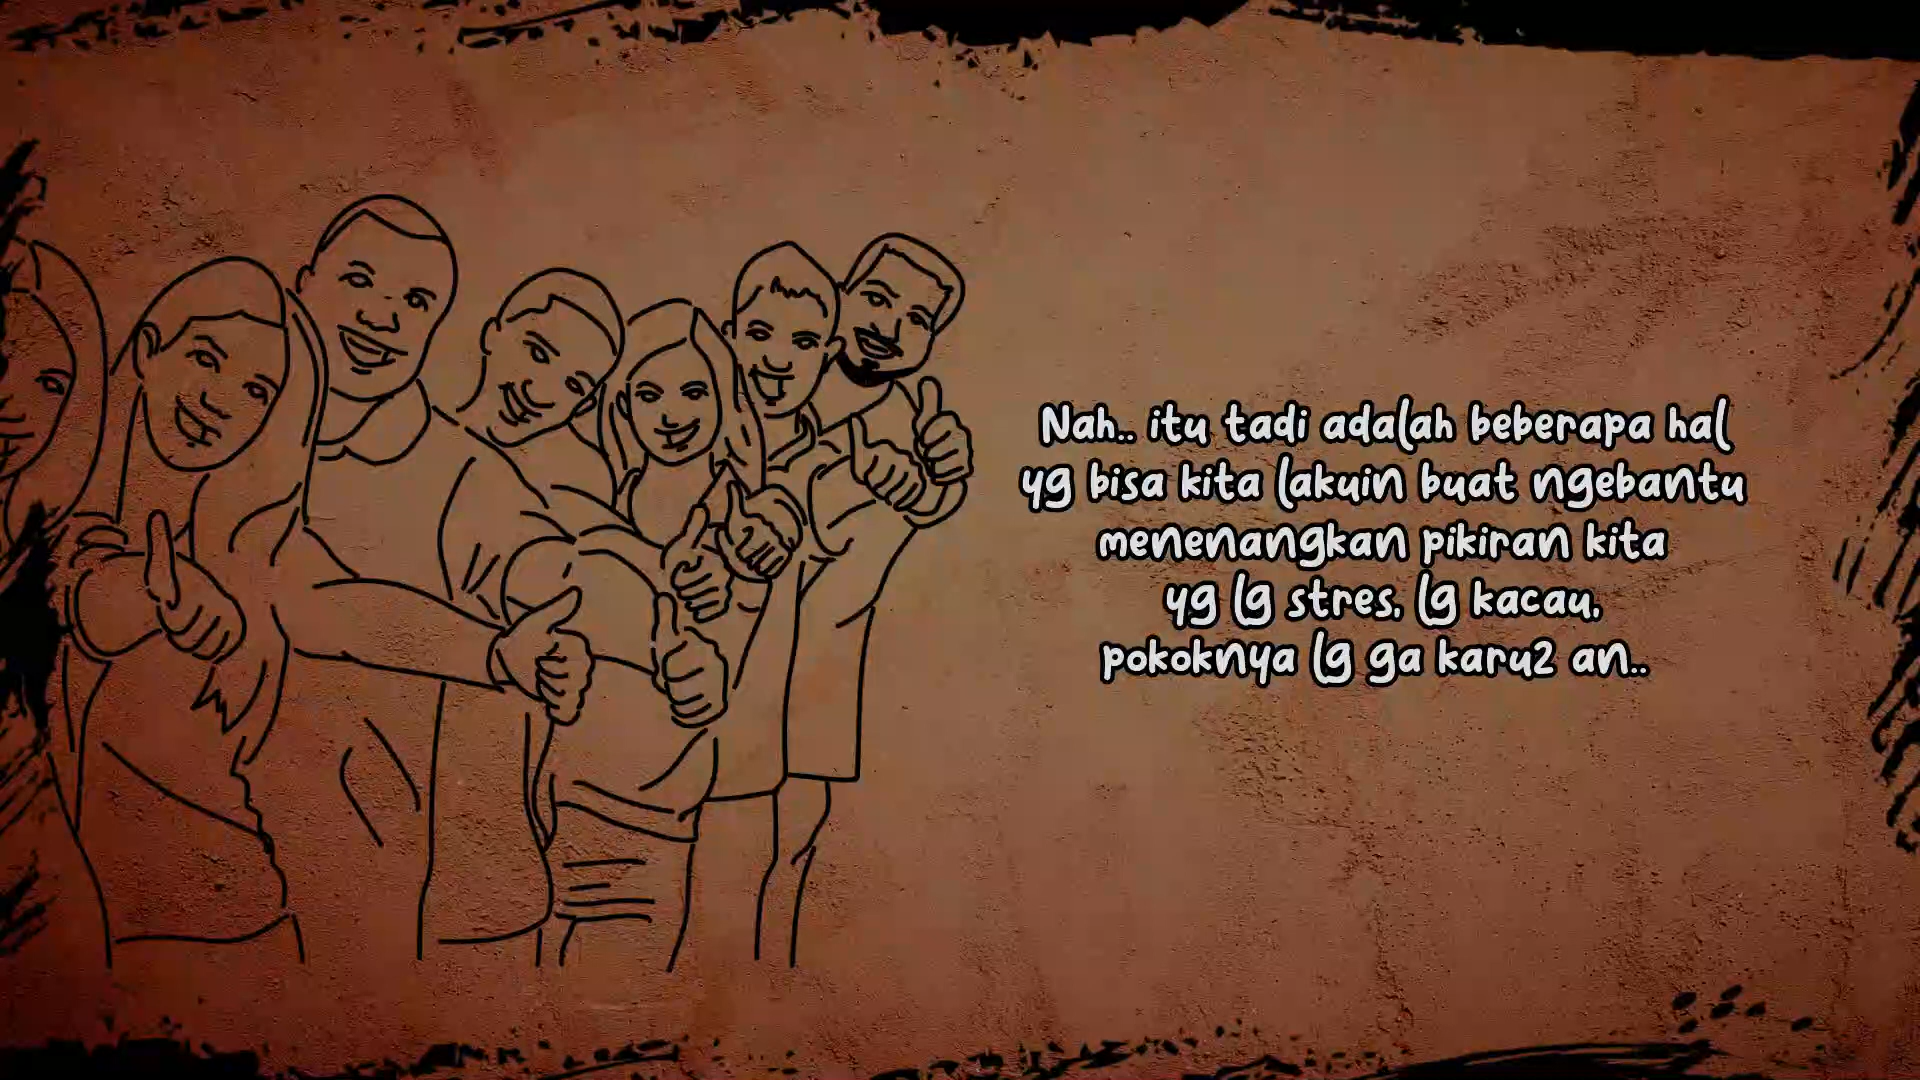 Nah.. itu tadi adalah beberapa hal
yg bisa kita lakuin buat ngebantu
menenangkan pikiran kita
yg lg stres, lg kacau,
pokoknya lg ga karu2 an..